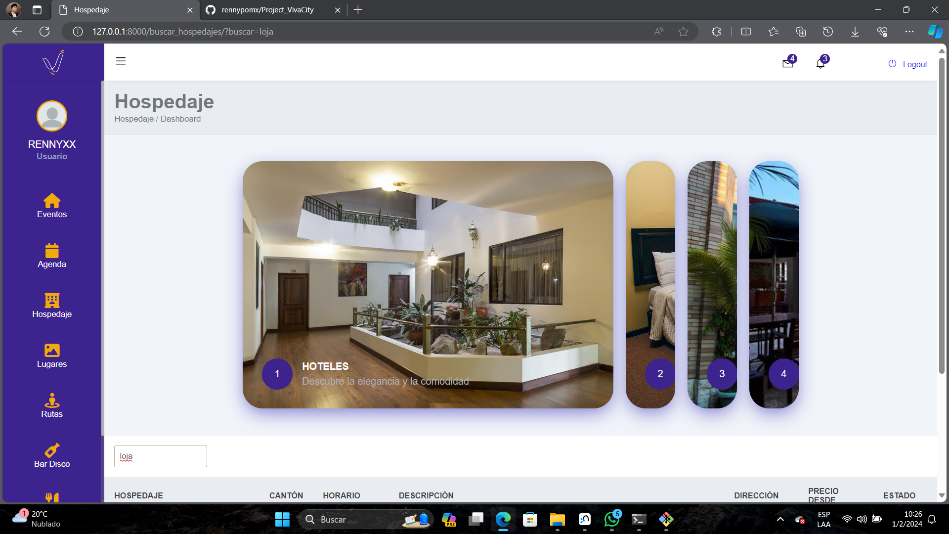 Hospedaje
rennypomx/Project_VivaCity
127.0.0.1:8000/buscar_hospedajes/?buscar=loja
4
3
Logout
RENNYXX
Usuario
Eventos
Agenda
Hospedaje
Lugares
Rutas
Bar Disco
Hospedaje
Hospedaje / Dashboard
1
HOTELES
Descubre la elegancia y la comodidad
2
3
4
loja
HOSPEDAJE CANTÓN HORARIO DESCRIPCIÓN DIRECCIÓN PRECIO DESDE ESTADO
1
20°C
Nublado
Buscar
6
ESP
LAA
10:26
1/2/2024